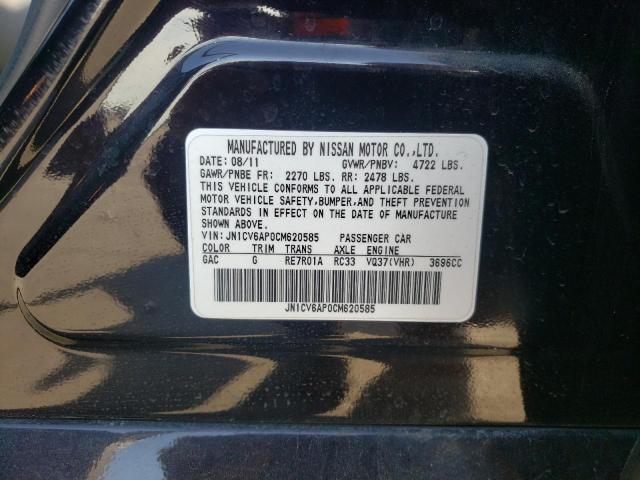 MANUFACTURED BY NISSAN MOTOR CO.,LTD.
DATE: 08/11 GVWR/PNBV: 4722 LBS.
GAWR/PNBE FR: 2270 LBS. RR: 2478 LBS.
THIS VEHICLE CONFORMS TO ALL APPLICABLE FEDERAL
MOTOR VEHICLE SAFETY,BUMPER,AND THEFT PREVENTION
STANDARDS IN EFFECT ON THE DATE OF MANUFACTURE
SHOWN ABOVE.
VIN: JN1CV6AP0CM620585 PASSENGER CAR
COLOR TRIM TRANS AXLE ENGINE
GAC G RE7R01A RC33 VQ37(VHR) 3696CC
JN1CV6AP0CM620585